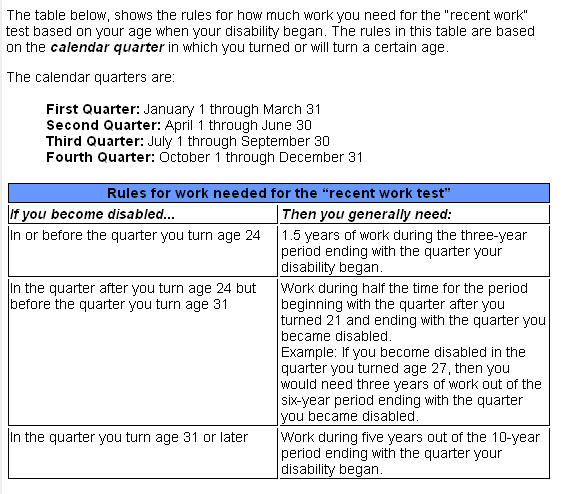 The table below, shows the rules for how much work you need for the "recent work"
test based on your age when your disability began. The rules in this table are based
on the calendar quarter in which you turned or will turn a certain age.
The calendar quarters are:
First Quarter: January 1 through March 31
Second Quarter: April 1 through June 30
Third Quarter: July 1 through September 30
Fourth Quarter: October 1 through December 31
Rules for work needed for the “recent work test”
If you become disabled...
Then you generally need:
In or before the quarter you turn age 24
1.5 years of work during the three-year
period ending with the quarter your
disability began.
In the quarter after you turn age 24 but
before the quarter you turn age 31
Work during half the time for the period
beginning with the quarter after you
turned 21 and ending with the quarter you
became disabled.
Example: If you become disabled in the
quarter you turned age 27, then you
would need three years of work out of the
six-year period ending with the quarter
you became disabled.
In the quarter you turn age 31 or later
Work during five years out of the 10-year
period ending with the quarter your
disability began.